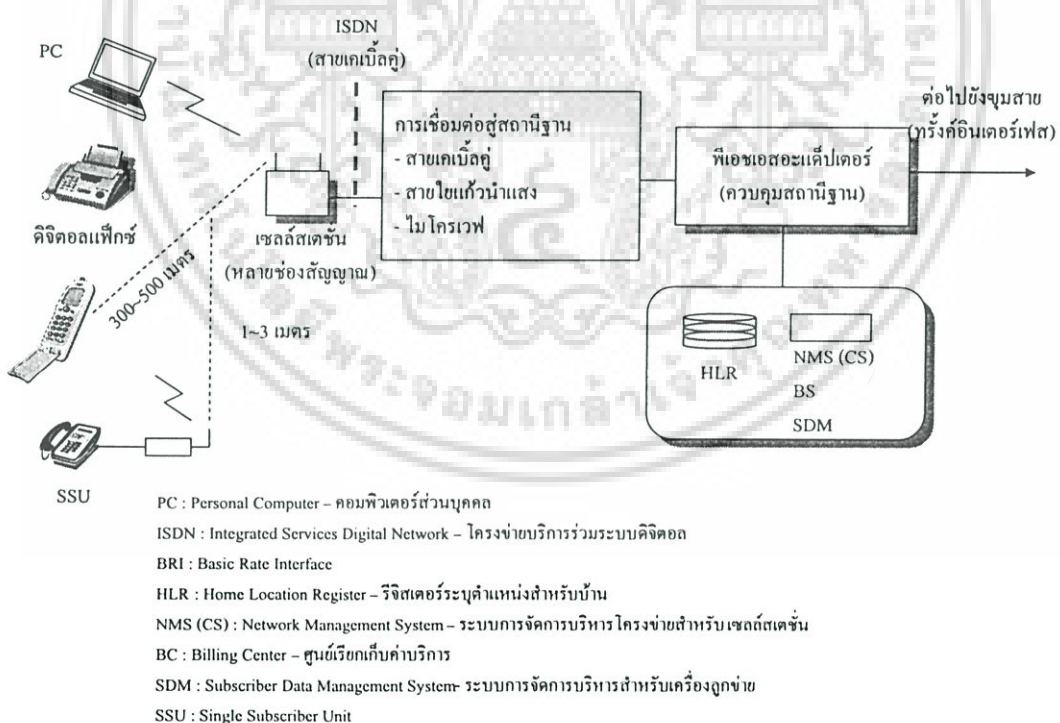 ISDN
(สายเคเบิ้ลคู่)
PC
ต่อไปยังชุมสาย
(ทรั้งค์อินเตอร์เฟส)
การเชื่อมต่อสู่สถานีฐาน
- สายเคเบิ้ลคู่
- สายใยแก้วนำแสง
- ไมโครเวฟ
พีเอชเอสอะแด็ปเตอร์
(ควบคุมสถานีฐาน)
ดิจิตอลแฟ็กซ์
เซลล์สเตชั่น
(หลายช่องสัญญาณ)
300~500 เมตร
1~3 เมตร
HLR
NMS (CS)
BS
SDM
SSU
พระจอมเกล้าเจ้าคุณ
PC : Personal Computer – คอมพิวเตอร์ส่วนบุคคล
ISDN : Integrated Services Digital Network – โครงข่ายบริการร่วมระบบดิจิตอล
BRI : Basic Rate Interface
HLR : Home Location Register – รีจิสเตอร์ระบุตำแหน่งสำหรับบ้าน
NMS (CS) : Network Management System – ระบบการจัดการบริหารโครงข่ายสำหรับเซลล์สเตชั่น
BC : Billing Center – ศูนย์เรียกเก็บค่าบริการ
SDM : Subscriber Data Management System- ระบบการจัดการบริหารสำหรับเครื่องลูกข่าย
SSU : Single Subscriber Unit